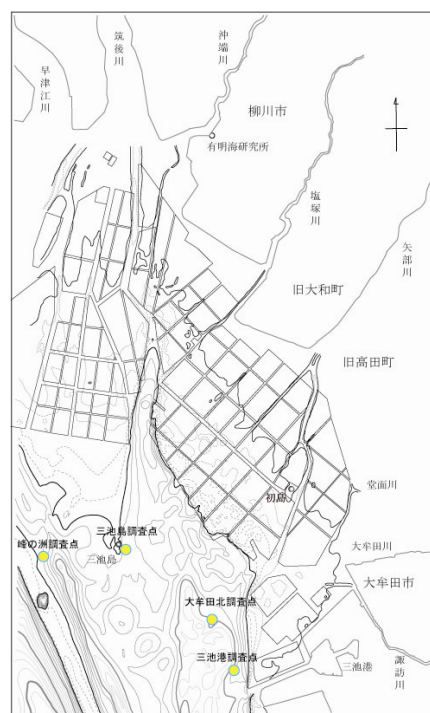 筑後川
沖端川
早津江川
柳川市
有明海研究所
塩塚川
矢部川
旧大和町
旧高田町
堂面川
初島
三池島調査点
峰の洲調査点
三池島
大牟田川
大牟田市
大牟田北調査点
三池港調査点
三池港
諏訪川